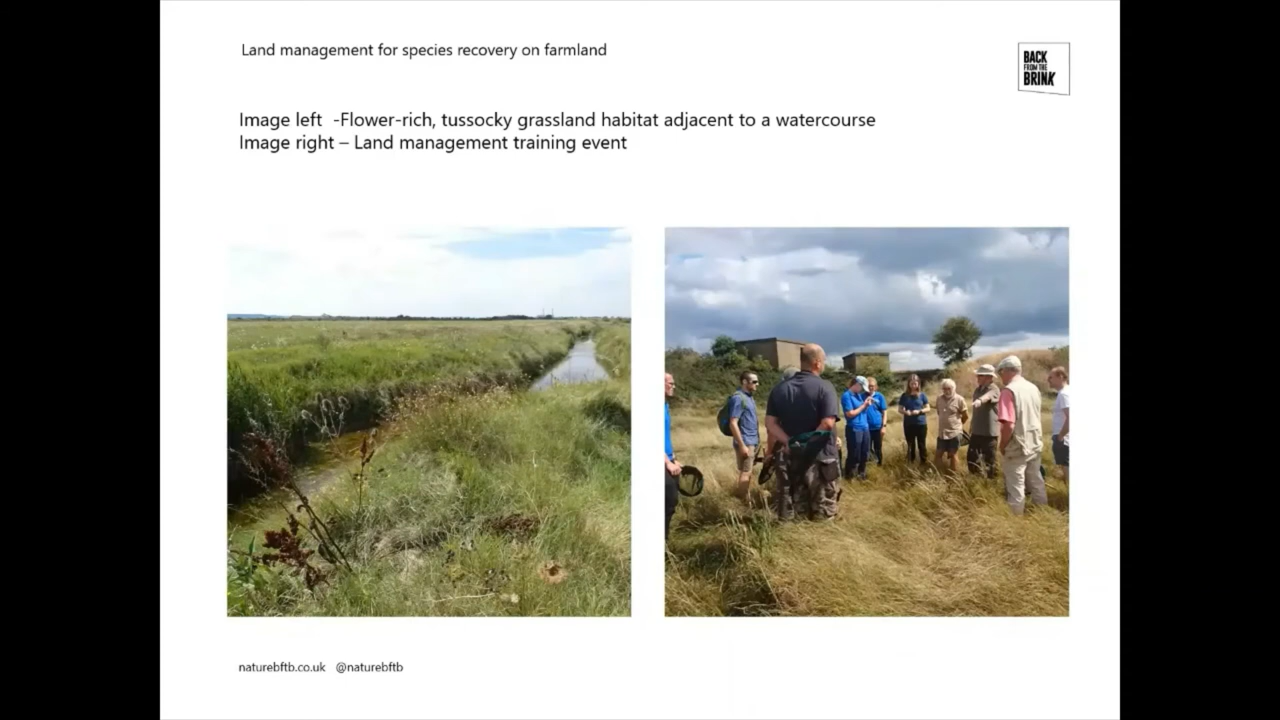 Land management for species recovery on farmland
BACK
FROM THE
BRINK
Image left -Flower-rich, tussocky grassland habitat adjacent to a watercourse
Image right – Land management training event
naturebftb.co.uk @naturebftb